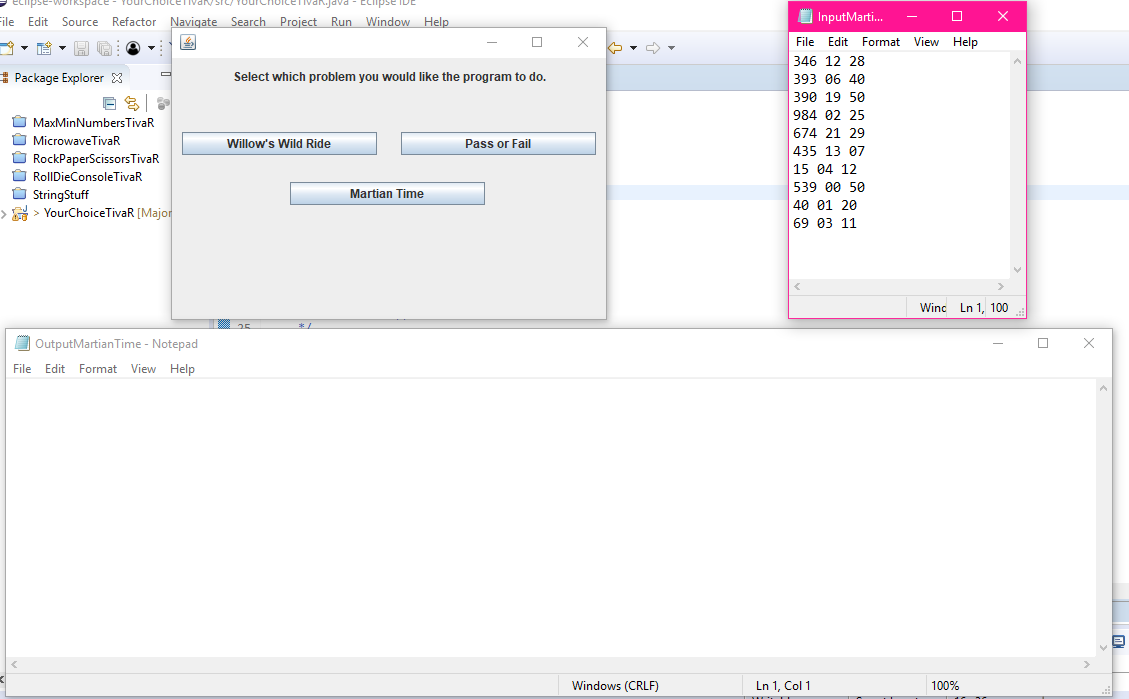 eclipse-workspace - YourChoiceTivaR/src/YourChoiceTivaR.java - Eclipse IDE
File Edit Source Refactor Navigate Search Project Run Window Help
Package Explorer
MaxMinNumbersTivaR
MicrowaveTivaR
RockPaperScissorsTivaR
RollDieConsoleTivaR
StringStuff
> YourChoiceTivaR [Major
Select which problem you would like the program to do.
Willow's Wild Ride
Pass or Fail
Martian Time
InputMarti...
File Edit Format View Help
346 12 28
393 06 40
390 19 50
984 02 25
674 21 29
435 13 07
15 04 12
539 00 50
40 01 20
69 03 11
Wind Ln 1, 100
25 */
OutputMartianTime - Notepad
File Edit Format View Help
Windows (CRLF) Ln 1, Col 1 100%